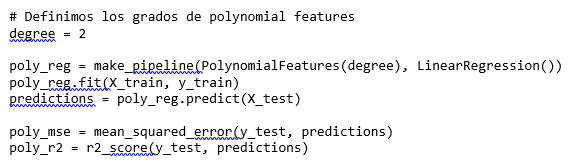 # Definimos los grados de polynomial features
degree = 2
poly_reg = make_pipeline(PolynomialFeatures(degree), LinearRegression())
poly_reg.fit(X_train, y_train)
predictions = poly_reg.predict(X_test)
poly_mse = mean_squared_error(y_test, predictions)
poly_r2 = r2_score(y_test, predictions)